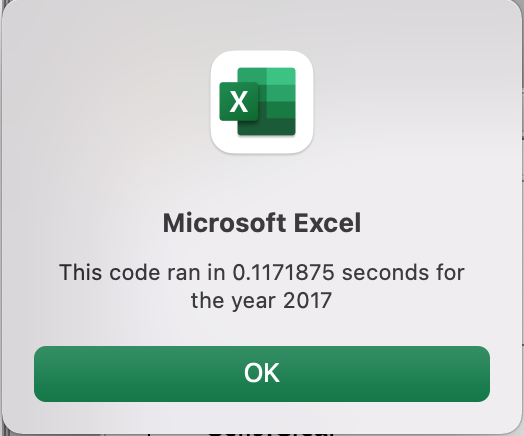 X
Microsoft Excel
This code ran in 0.1171875 seconds for
the year 2017
OK